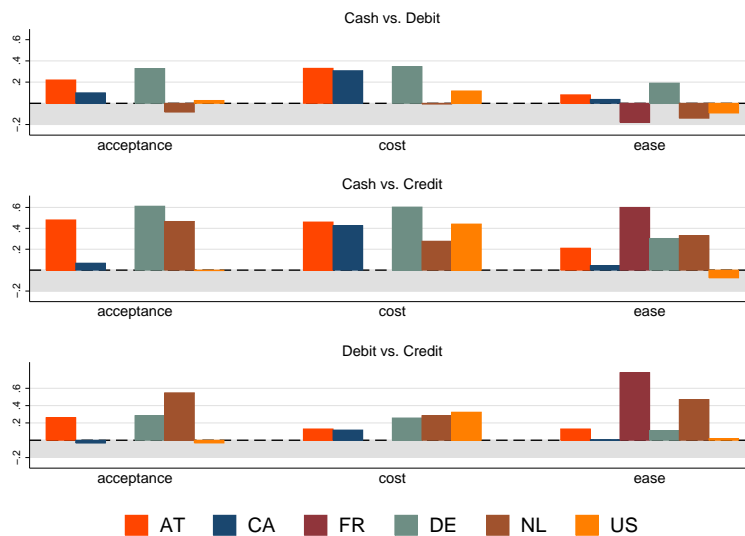 Cash vs. Debit
.6
.4
.2
-.2
acceptance cost ease
Cash vs. Credit
.6
.4
.2
-.2
acceptance cost ease
Debit vs. Credit
.6
.4
.2
-.2
acceptance cost ease
AT CA FR DE NL US